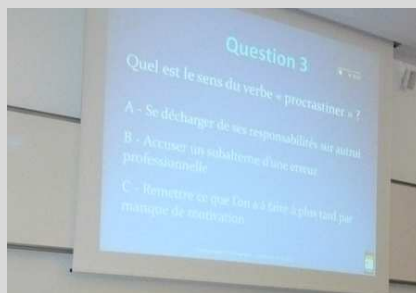 Question 3
Quel est le sens du verbe « procrastiner » ?
A - Se décharger de ses responsabilités sur autrui
B - Accuser un subalterne d'une erreur
professionnelle
C - Remettre ce que l'on a à faire à plus tard par
manque de motivation